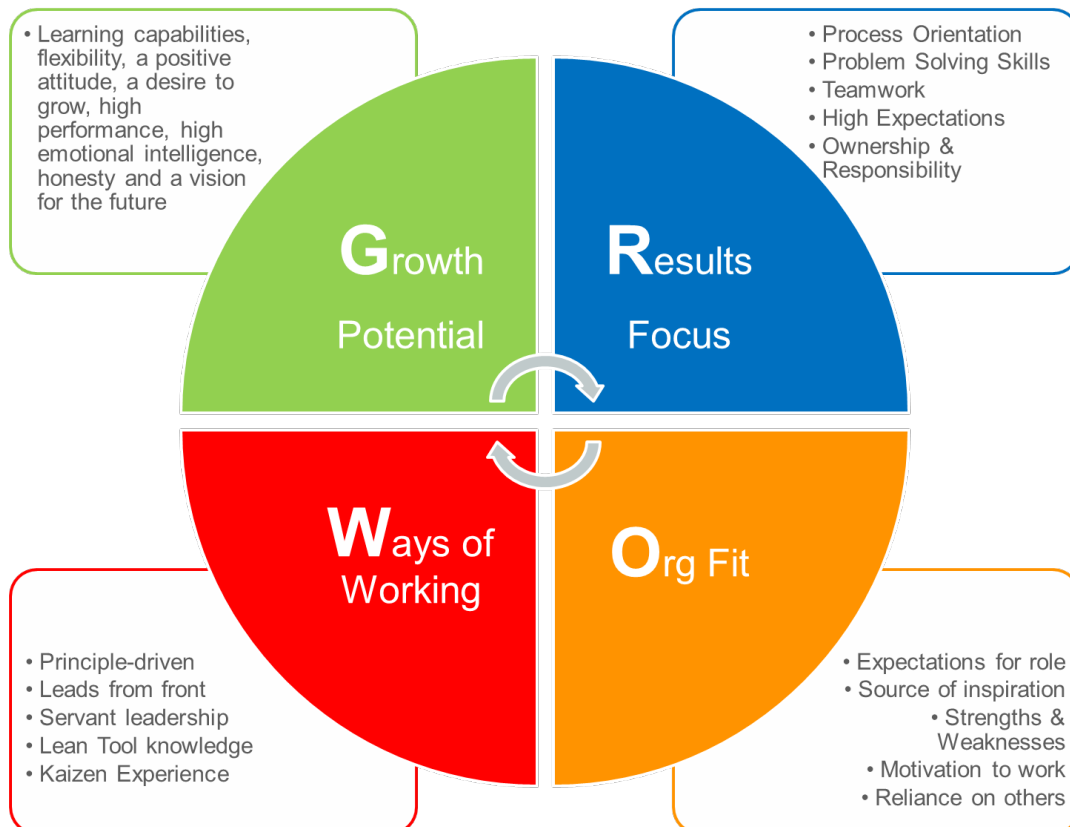 • Learning capabilities,
flexibility, a positive
attitude, a desire to
grow, high
performance, high
emotional intelligence,
honesty and a vision
for the future
• Process Orientation
• Problem Solving Skills
• Teamwork
• High Expectations
• Ownership &
Responsibility
Growth
Potential
Results
Focus
Ways of
Working
Org Fit
• Principle-driven
• Leads from front
• Servant leadership
• Lean Tool knowledge
• Kaizen Experience
• Expectations for role
• Source of inspiration
• Strengths &
Weaknesses
• Motivation to work
• Reliance on others